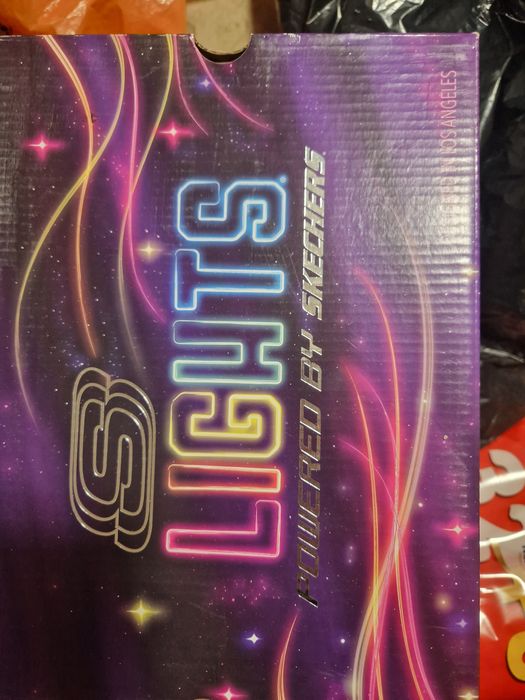 S
LIGHTS.
POWERED BY SKECHERS
LOS ANGELES